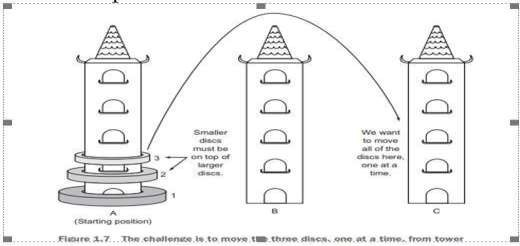 Smaller
discs
must be
on top of
larger
discs.
We want
to move
all of the
discs here,
one at a
time.
3
2
1
A
(Starting position)
B
C
Figure 1.7 The challenge is to move the three discs, one at a time, from tower